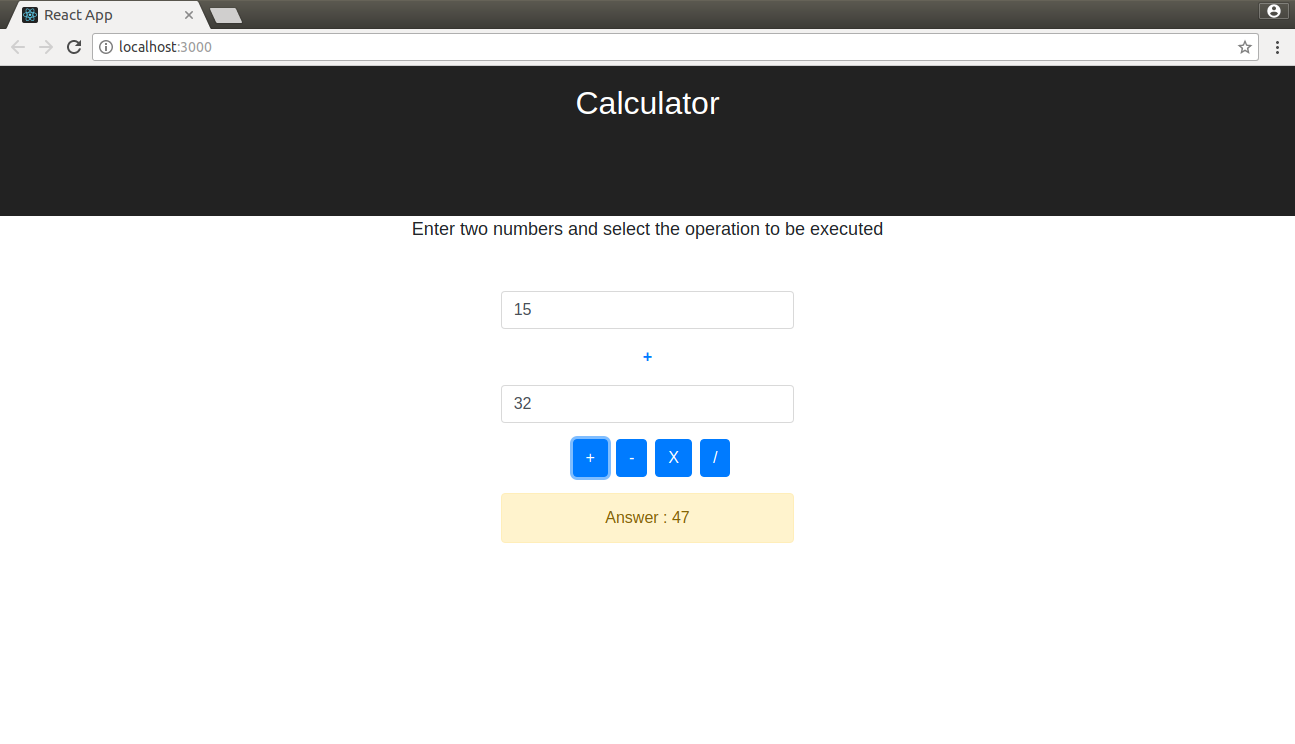 React App
localhost:3000
Calculator
Enter two numbers and select the operation to be executed
15
+
32
+ - X /
Answer : 47